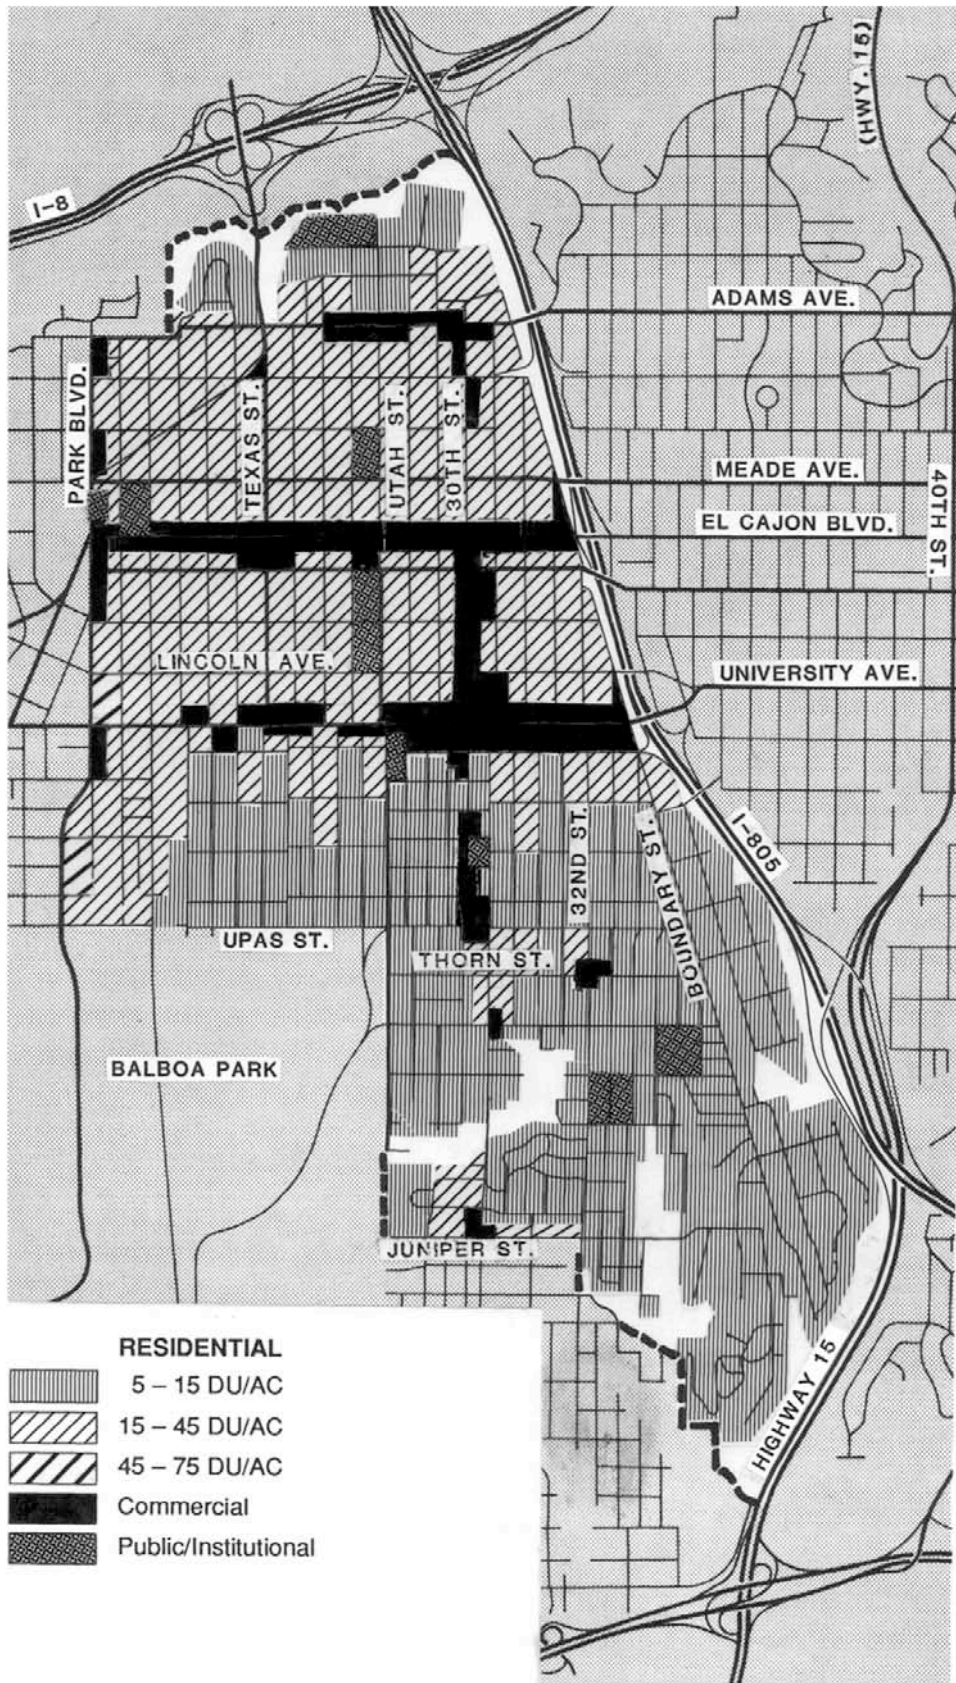 (HWY. 15)
I-8
ADAMS AVE.
PARK BLVD.
TEXAS ST.
UTAH ST.
30TH ST.
MEADE AVE.
EL CAJON BLVD.
40TH ST.
LINCOLN AVE.
UNIVERSITY AVE.
I-805
32ND ST.
BOUNDARY ST.
UPAS ST.
THORN ST.
BALBOA PARK
JUNIPER ST.
HIGHWAY 15
RESIDENTIAL
5 – 15 DU/AC
15 – 45 DU/AC
45 – 75 DU/AC
Commercial
Public/Institutional